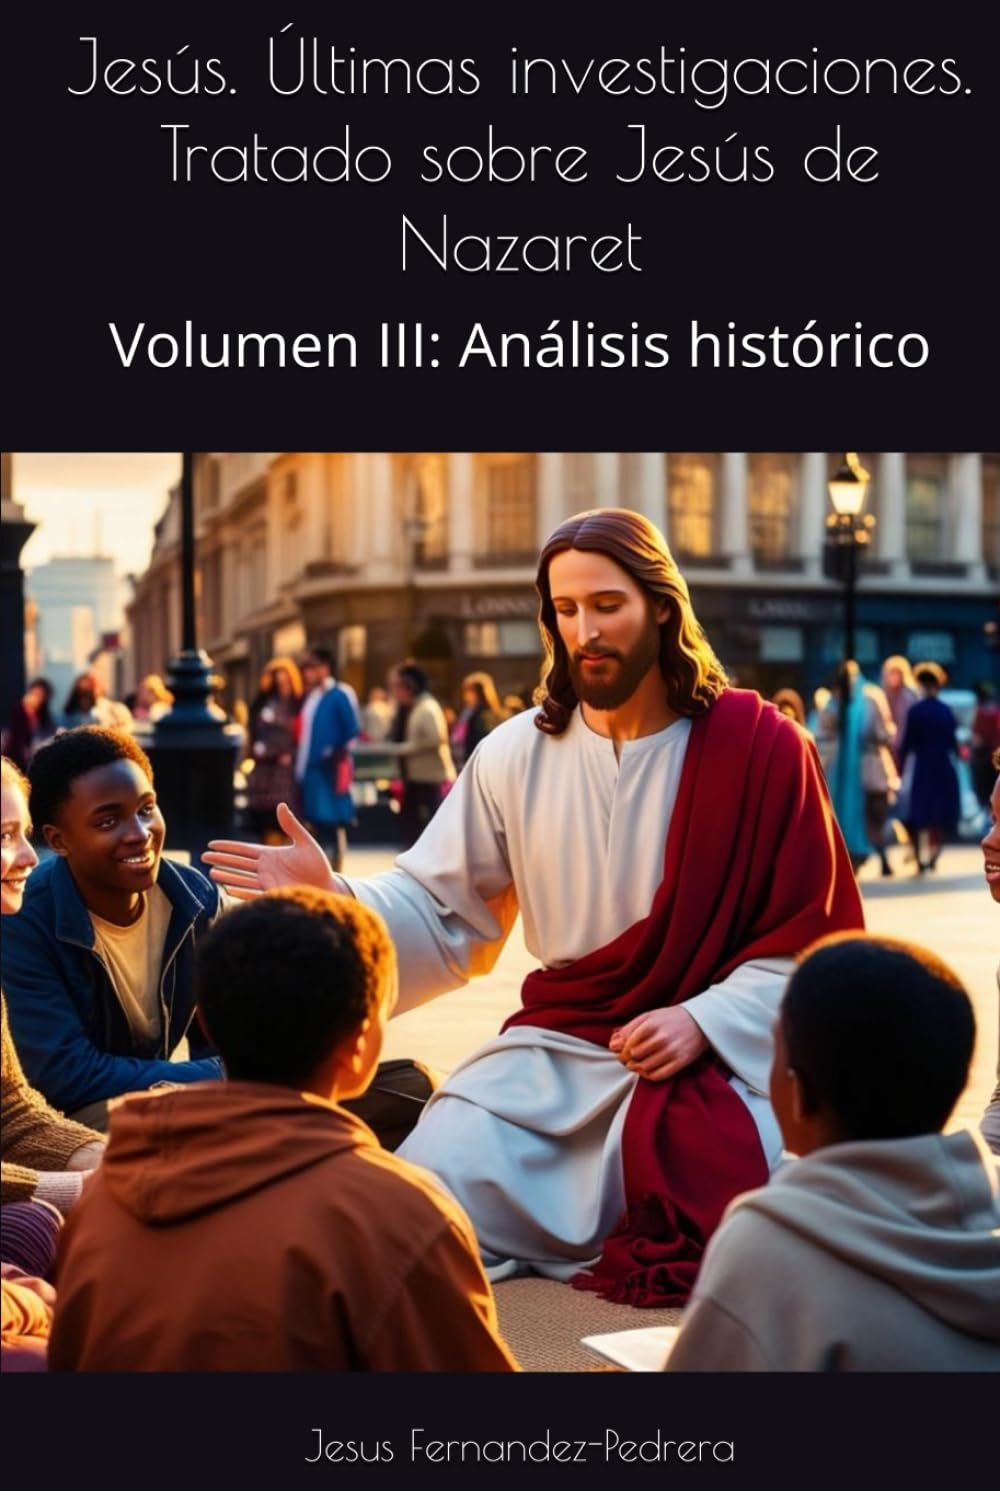 Jesús. Últimas investigaciones.
Tratado sobre Jesús de
Nazaret
Volumen III: Análisis histórico
Jesus Fernandez-Pedrera